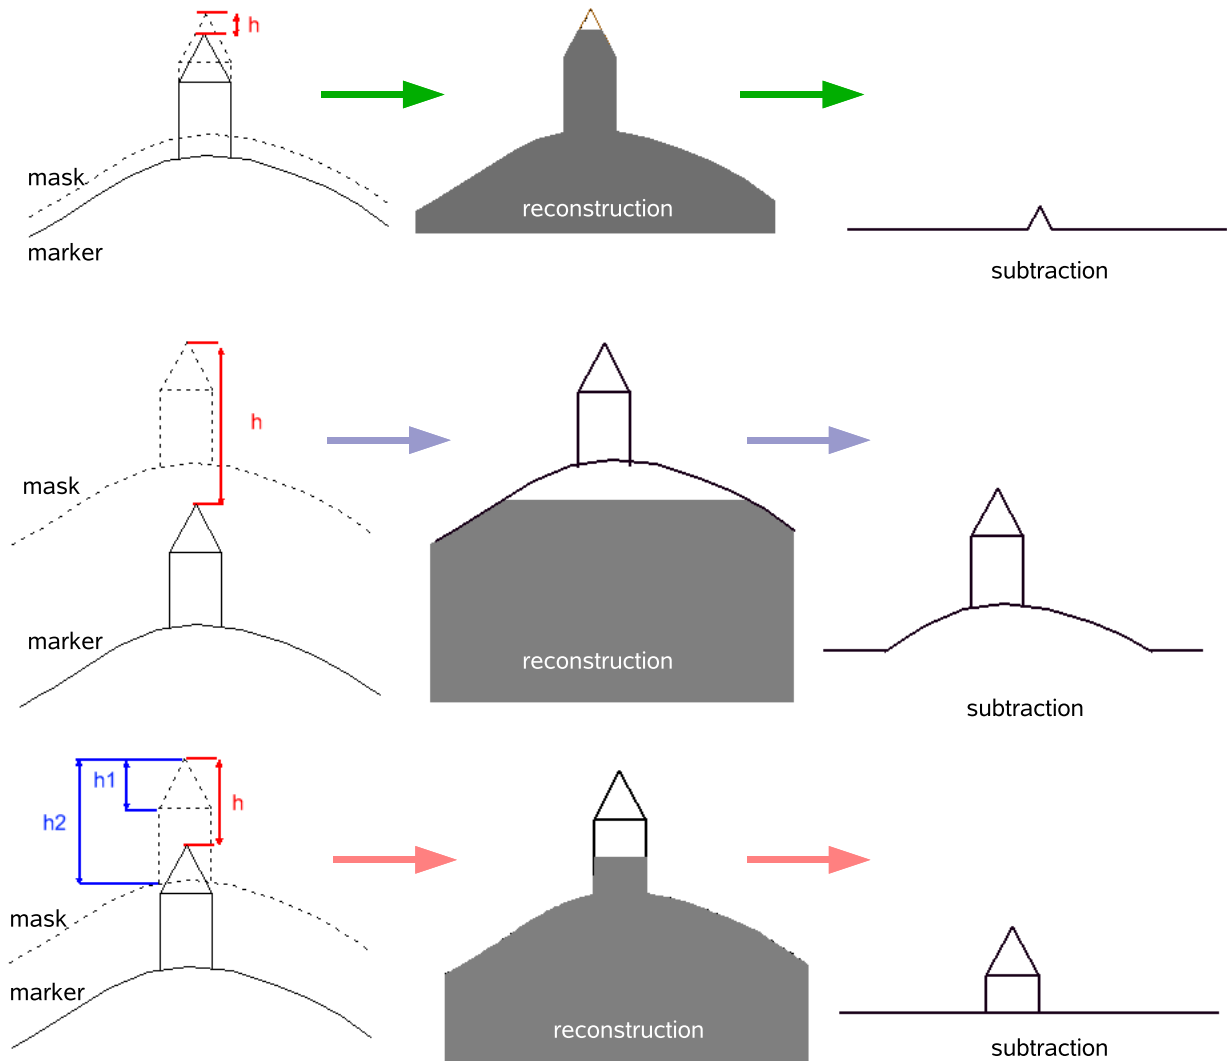 h
mask
marker
reconstruction
subtraction
h
mask
marker
reconstruction
subtraction
h1
h
h2
mask
marker
reconstruction
subtraction